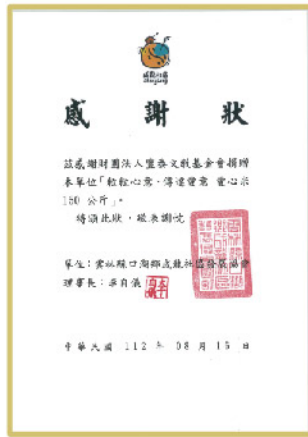 感謝狀
茲感謝財團法人豐泰文教基金會捐贈
本單位「粒粒心意、傳遞豐意 豐心米
150 公斤」。
特頒此狀,藉表謝忱
單位:雲林縣口湖鄉成龍社區發展協會
理事長:
中華民國 112 年 08 月 16 日